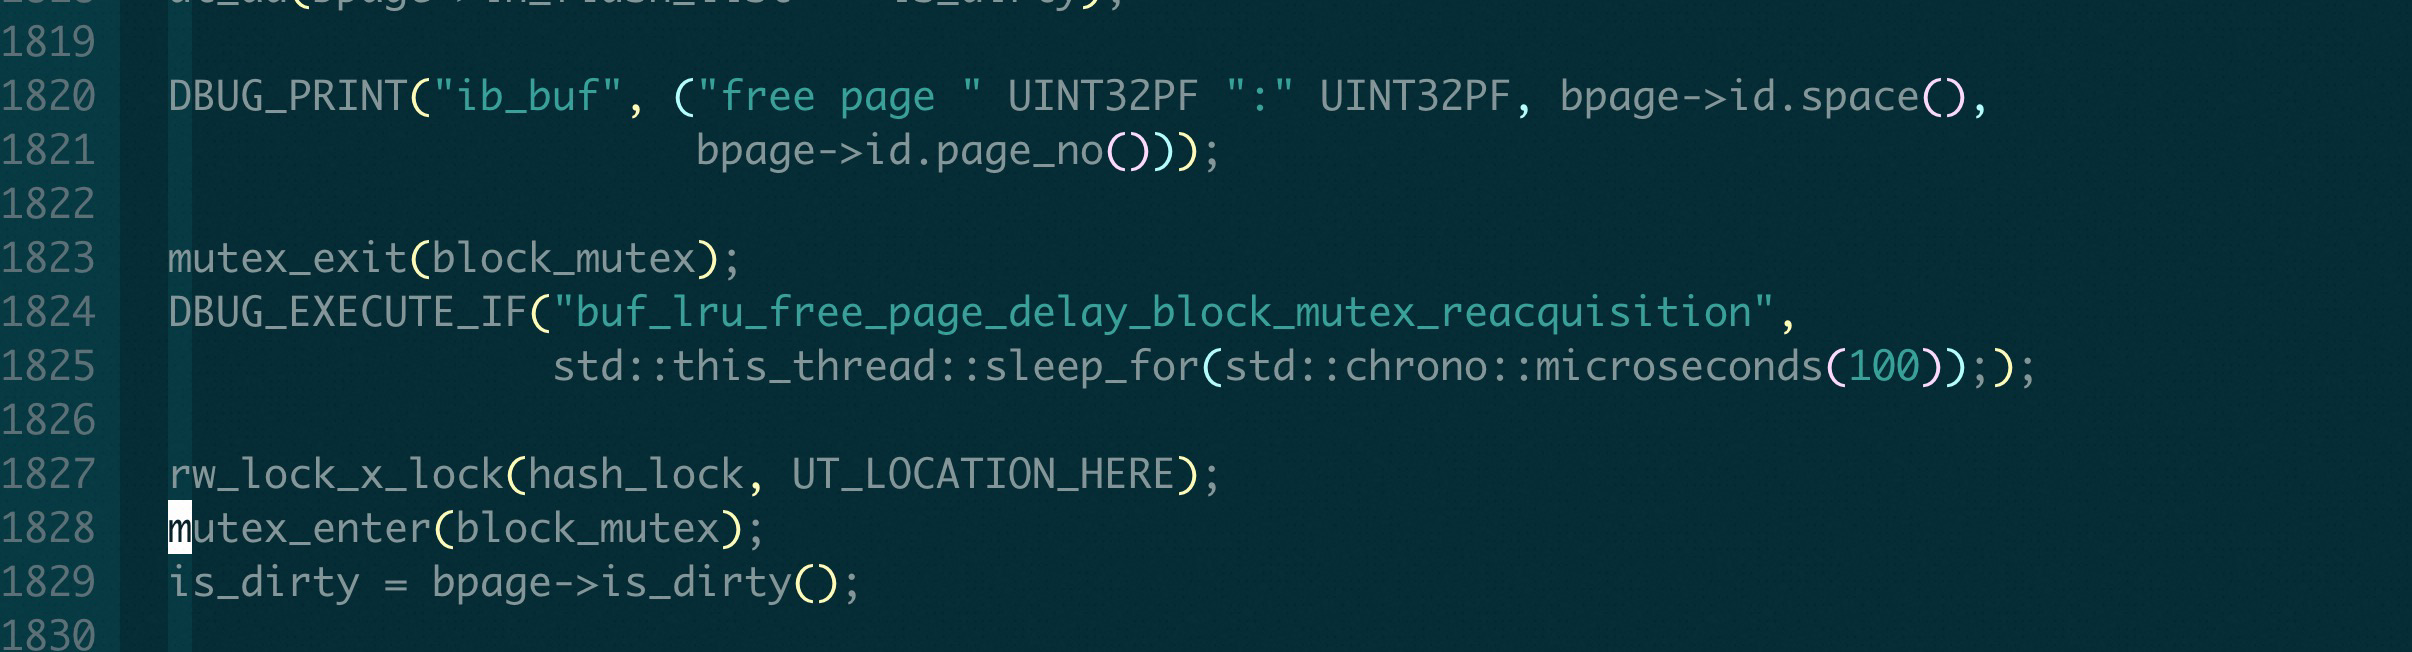 1819
1820 DBUG_PRINT("ib_buf", ("free page " UINT32PF ":" UINT32PF, bpage->id.space(),
1821 bpage->id.page_no()));
1822
1823 mutex_exit(block_mutex);
1824 DBUG_EXECUTE_IF("buf_lru_free_page_delay_block_mutex_reacquisition",
1825 std::this_thread::sleep_for(std::chrono::microseconds(100)););
1826
1827 rw_lock_x_lock(hash_lock, UT_LOCATION_HERE);
1828 mutex_enter(block_mutex);
1829 is_dirty = bpage->is_dirty();
1830